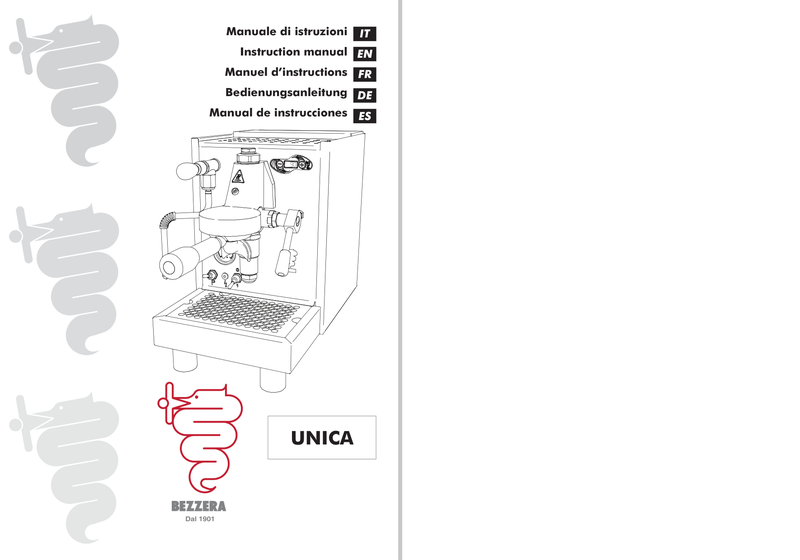 Manuale di istruzioni IT
Instruction manual EN
Manuel d’instructions FR
Bedienungsanleitung DE
Manual de instrucciones ES
UNICA
BEZZERA
Dal 1901